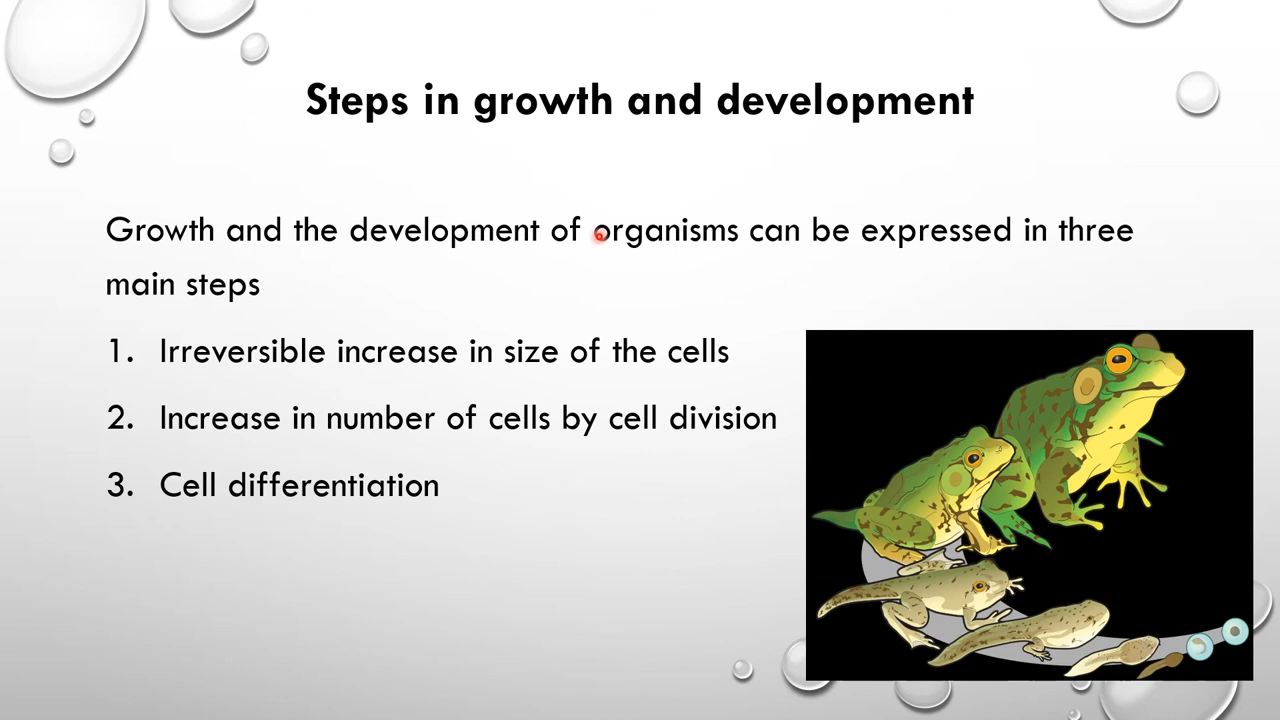 Steps in growth and development
Growth and the development of organisms can be expressed in three
main steps
1. Irreversible increase in size of the cells
2. Increase in number of cells by cell division
3. Cell differentiation